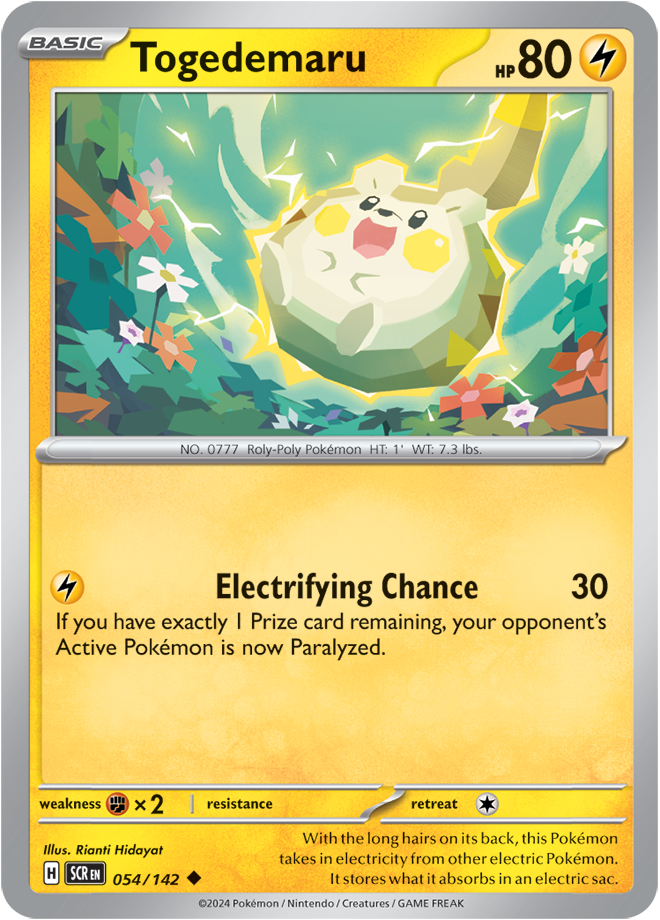 BASIC Togedemaru HP 80
NO. 0777 Roly-Poly Pokémon HT: 1' WT: 7.3 lbs.
Electrifying Chance 30
If you have exactly 1 Prize card remaining, your opponent's
Active Pokémon is now Paralyzed.
weakness ×2 resistance retreat
Illus. Rianti Hidayat
With the long hairs on its back, this Pokémon
takes in electricity from other electric Pokémon.
It stores what it absorbs in an electric sac.
H SCR EN 054/142
©2024 Pokémon / Nintendo / Creatures / GAME FREAK